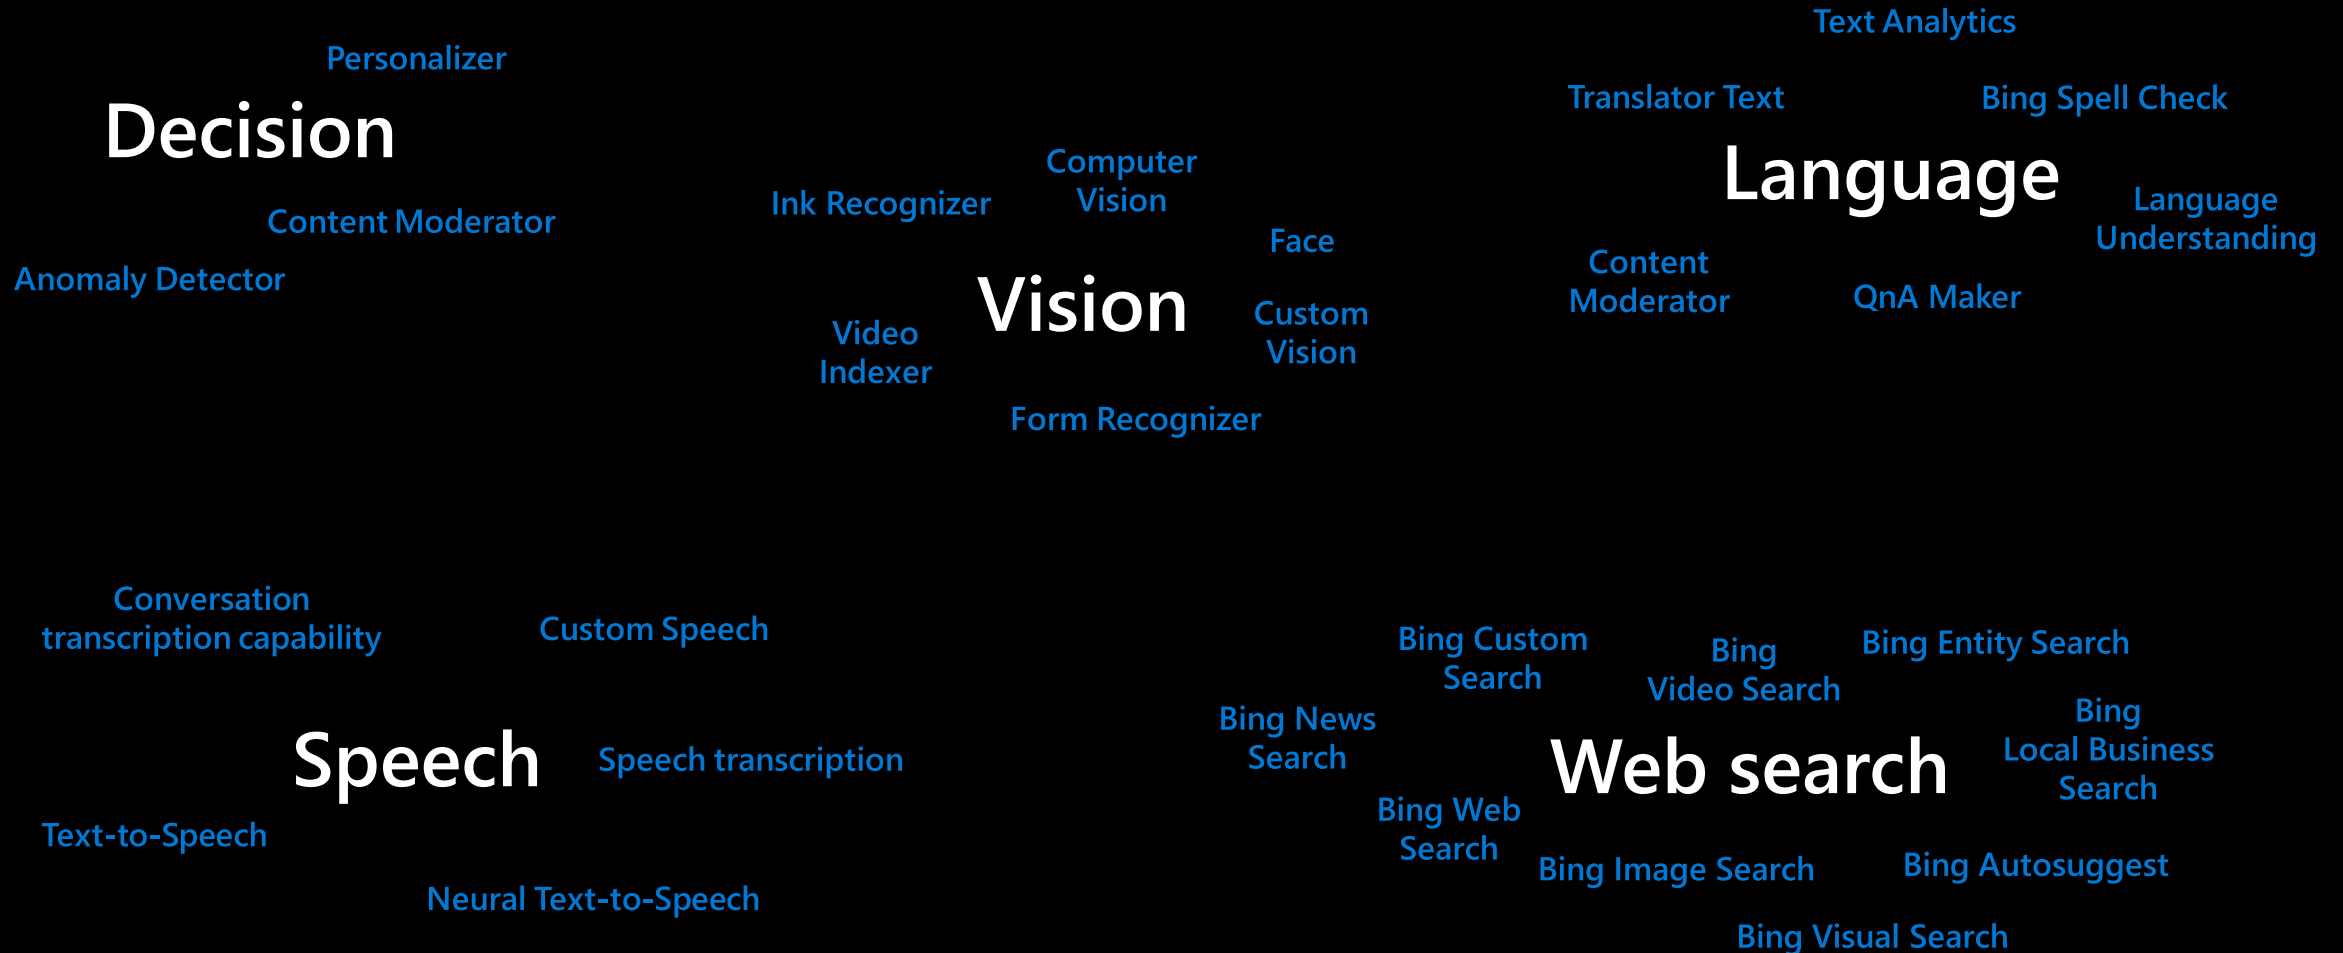 Personalizer
Decision
Content Moderator
Anomaly Detector
Computer
Vision
Ink Recognizer
Face
Vision
Custom
Vision
Video
Indexer
Form Recognizer
Text Analytics
Translator Text
Bing Spell Check
Language
Language
Understanding
Content
Moderator
QnA Maker
Conversation
transcription capability
Custom Speech
Speech
Speech transcription
Text-to-Speech
Neural Text-to-Speech
Bing Custom
Search
Bing
Video Search
Bing Entity Search
Bing News
Search
Web search
Bing
Local Business
Search
Bing Web
Search
Bing Image Search
Bing Autosuggest
Bing Visual Search